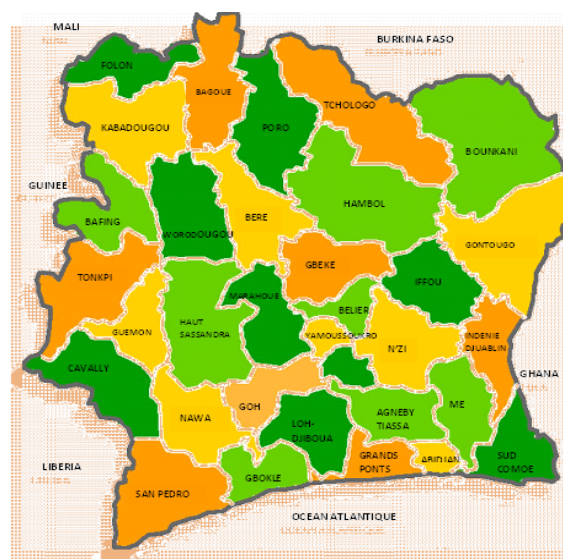 MALI
BURKINA FASO
FOLON
BAGOUE
TCHOLOGO
KABADOUGOU
PORO
BOUNKANI
GUINEE
BAFING
WORODOUGOU
BERE
HAMBOL
GONTOUGO
TONKPI
GBEKE
IFFOU
MARAHOUE
GUEMON
HAUT
SASSANDRA
BELIER
YAMOUSSOUKRO
N'ZI
INDENIE
DJUABLIN
CAVALLY
GHANA
NAWA
GOH
LOH-
DJIBOUA
AGNEBY
TIASSA
ME
LIBERIA
SAN PEDRO
GBOKLE
GRANDS
PONTS
ABIDJAN
SUD
COMOE
OCEAN ATLANTIQUE